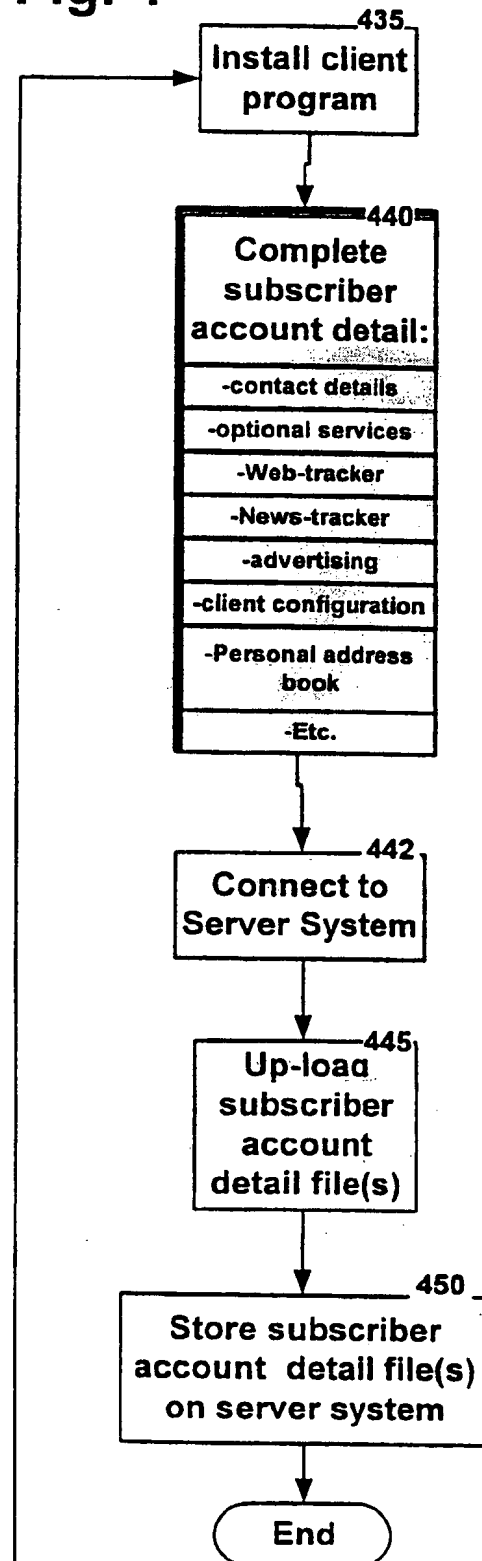 435
Install client
program
440
Complete
subscriber
account detail:
-contact details
-optional services
-Web-tracker
-News-tracker
-advertising
-client configuration
-Personal address
book
-Etc.
442
Connect to
Server System
445
Up-load
subscriber
account
detail file(s)
450
Store subscriber
account detail file(s)
on server system
End